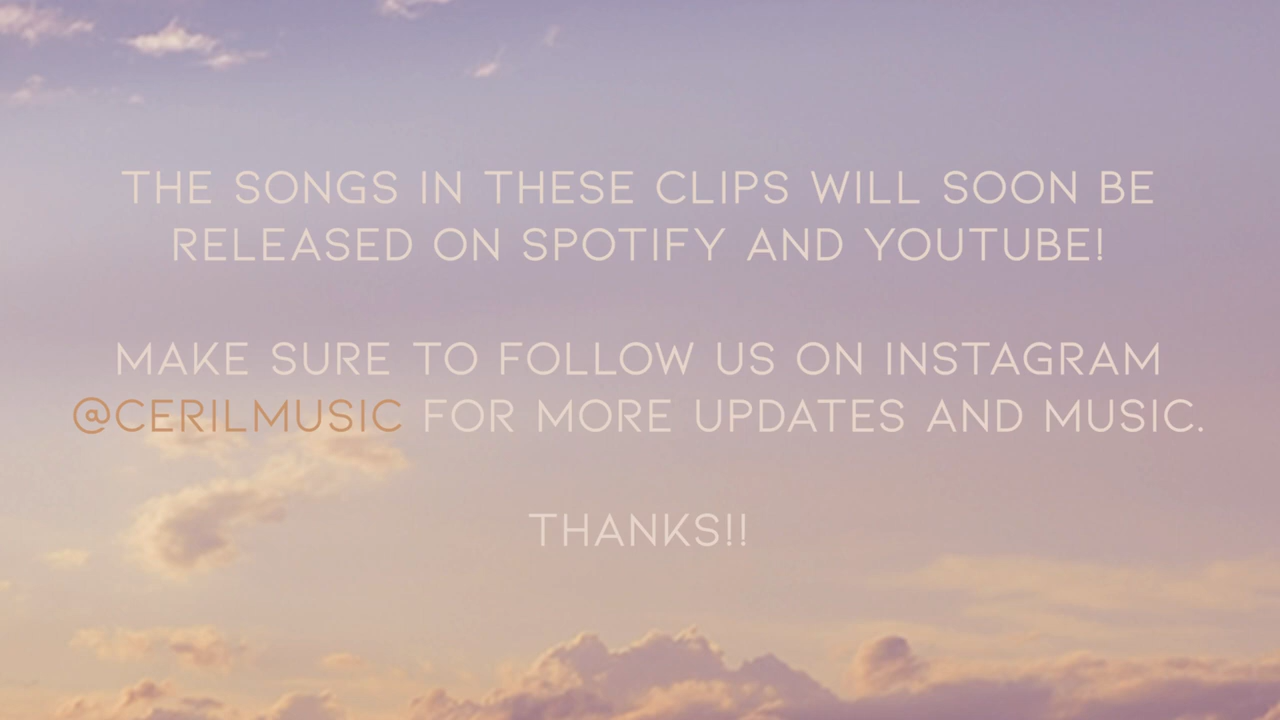 THE SONGS IN THESE CLIPS WILL SOON BE
RELEASED ON SPOTIFY AND YOUTUBE!
MAKE SURE TO FOLLOW US ON INSTAGRAM
@CERILMUSIC FOR MORE UPDATES AND MUSIC.
THANKS!!